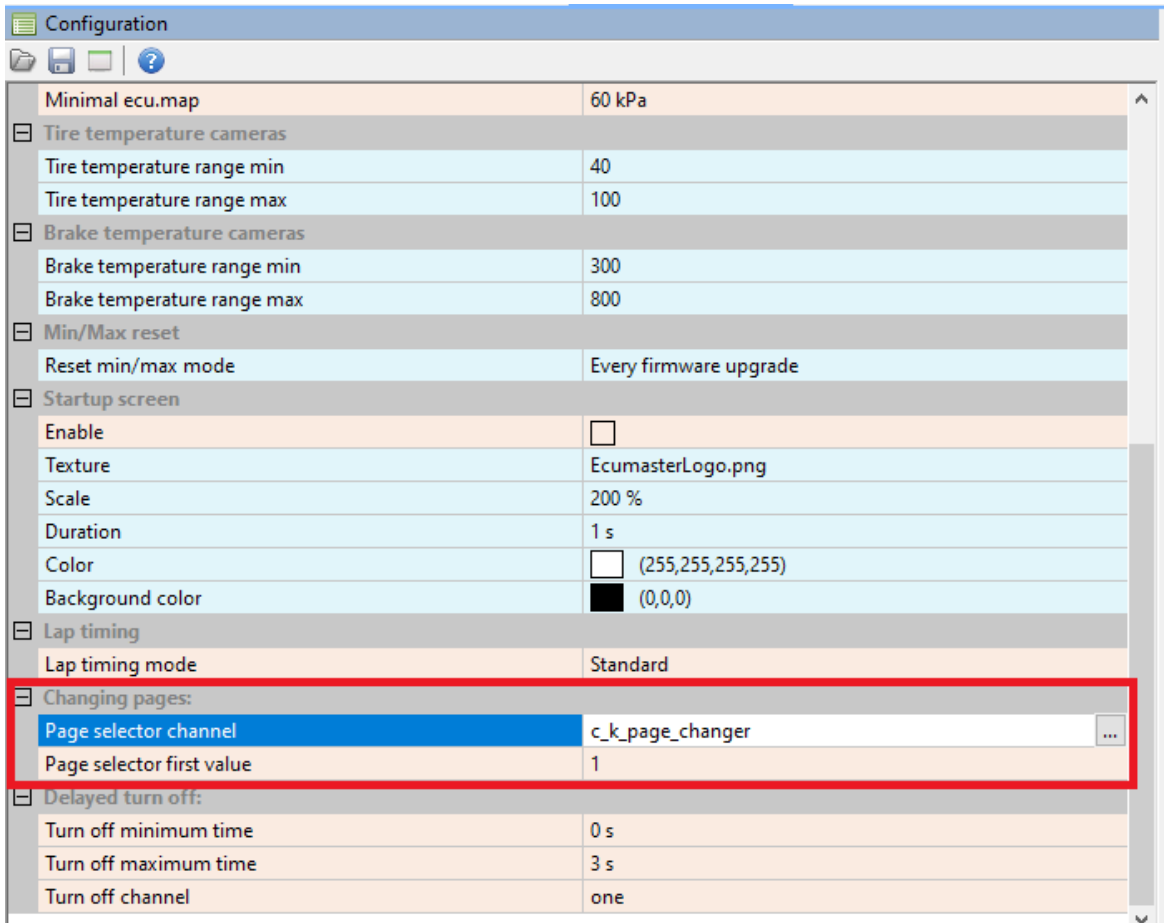 Configuration
Minimal ecu.map 60 kPa
Tire temperature cameras
Tire temperature range min 40
Tire temperature range max 100
Brake temperature cameras
Brake temperature range min 300
Brake temperature range max 800
Min/Max reset
Reset min/max mode Every firmware upgrade
Startup screen
Enable
Texture EcumasterLogo.png
Scale 200 %
Duration 1 s
Color (255,255,255,255)
Background color (0,0,0)
Lap timing
Lap timing mode Standard
Changing pages:
Page selector channel c_k_page_changer ...
Page selector first value 1
Delayed turn off:
Turn off minimum time 0 s
Turn off maximum time 3 s
Turn off channel one